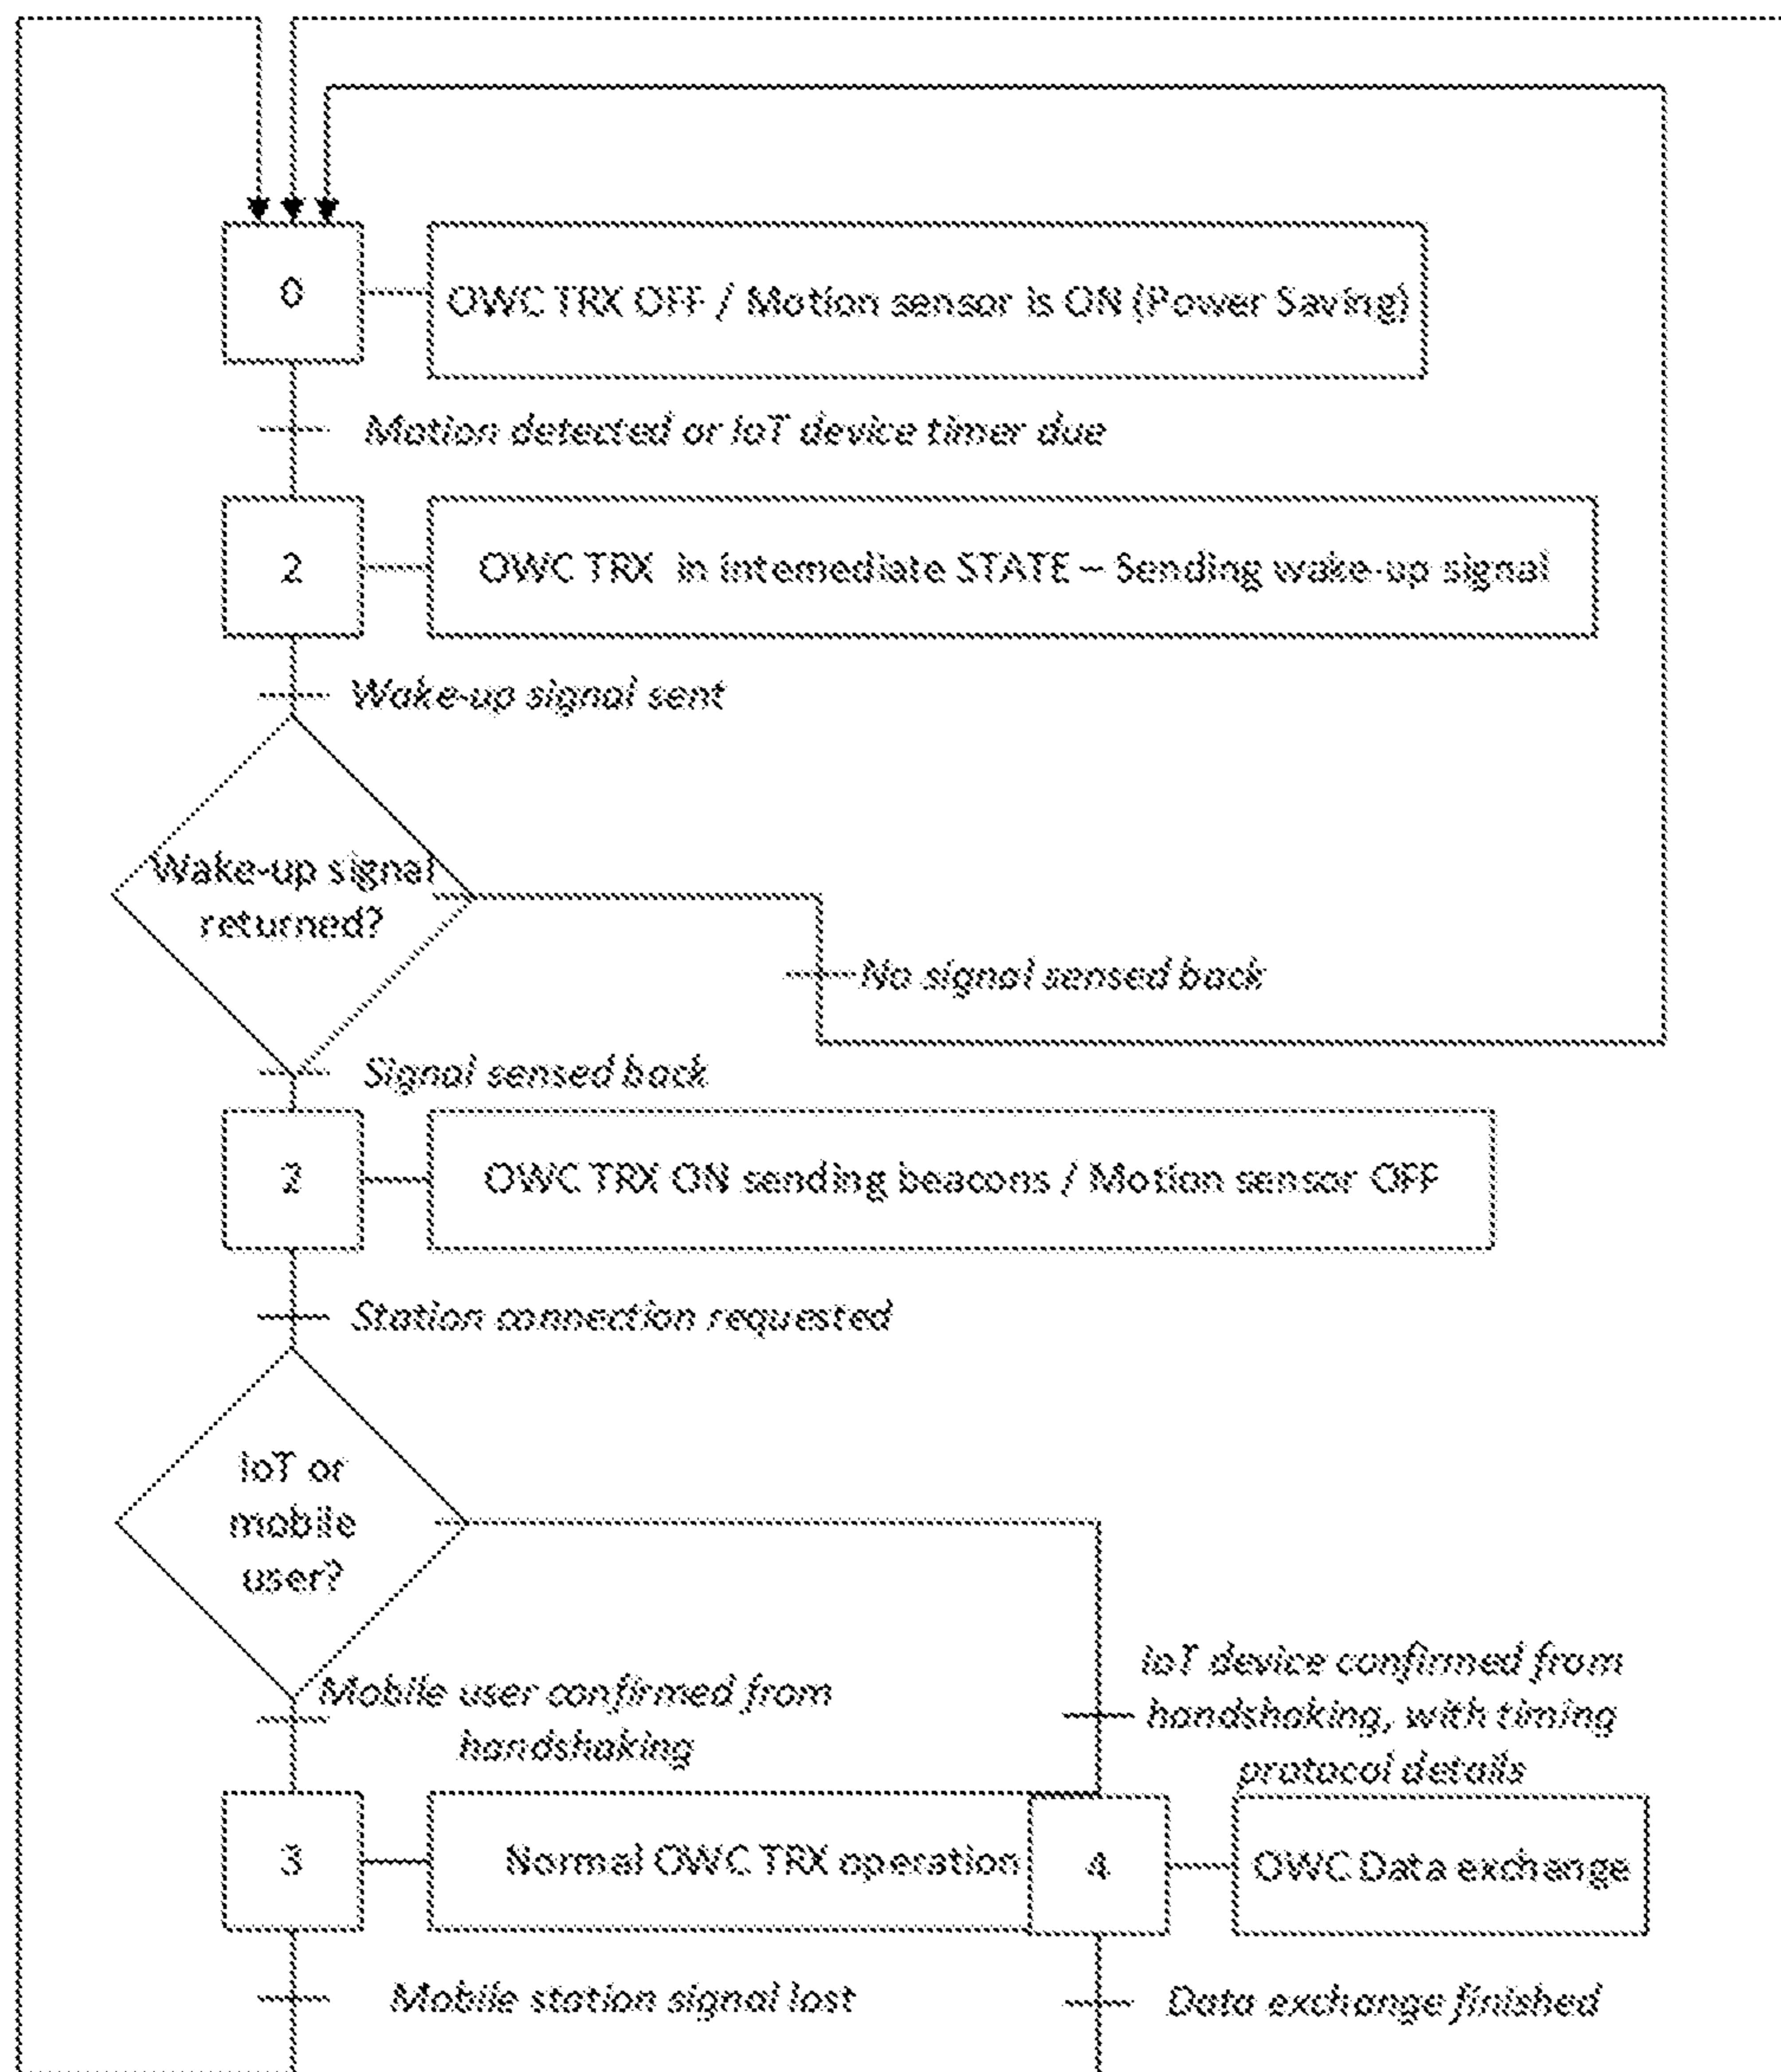 0
OWC TRX OFF / Motion sensor is ON (Power Saving)
Motion detected or IoT device timer due
2
OWC TRX in intemediate STATE – Sending wake-up signal
Wake-up signal sent
Wake-up signal
returned?
No signal sensed back
Signal sensed back
2
OWC TRX ON sending beacons / Motion sensor OFF
Station connection requested
IoT or
mobile
user?
Mobile user confirmed from
handshaking
IoT device confirmed from
handshaking, with timing
protocol details
3
Normal OWC TRX operation
4
OWC Data exchange
Mobile station signal lost
Data exchange finished